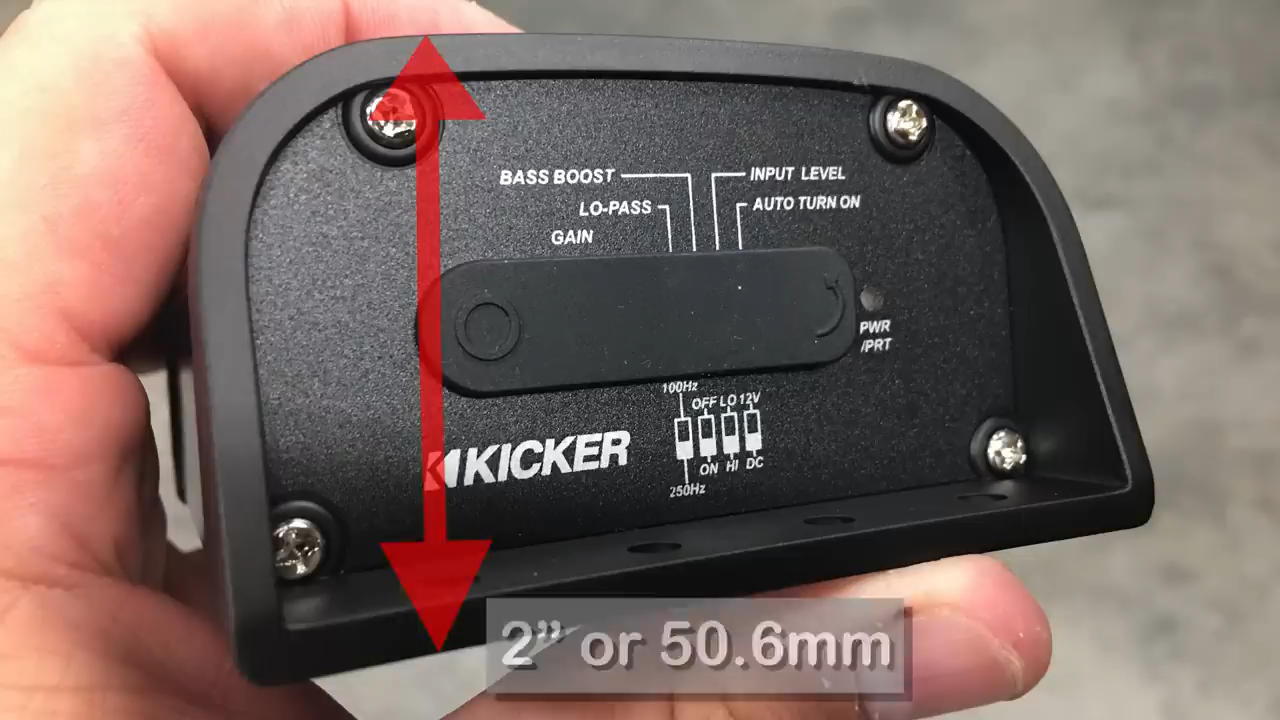 BASS BOOST
INPUT LEVEL
LO-PASS
AUTO TURN ON
GAIN
PWR
/PRT
100Hz
OFF LO 12V
KICKER
ON HI DC
250Hz
2” or 50.6mm